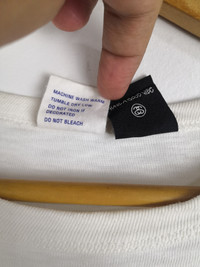 MACHINE WASH WARM
TUMBLE DRY LOW
DO NOT IRON IF
DECORATED
DO NOT BLEACH